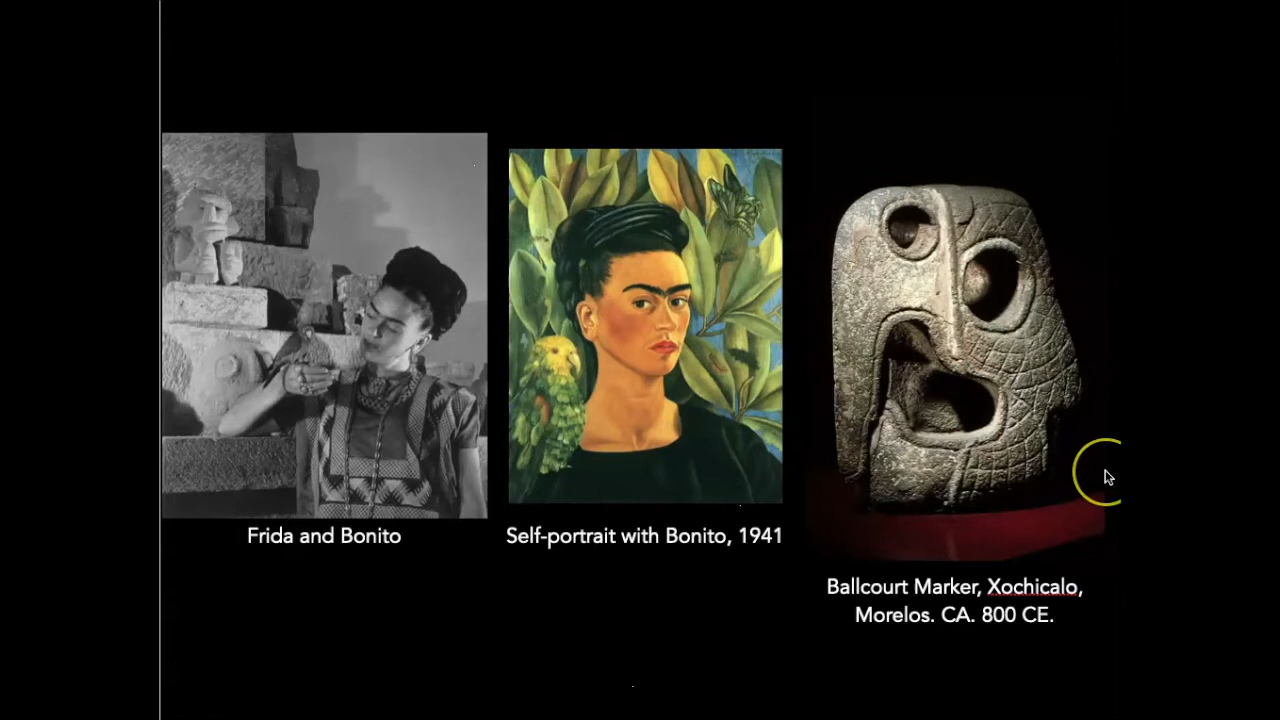 Frida and Bonito
Self-portrait with Bonito, 1941
Ballcourt Marker, Xochicalo,
Morelos. CA. 800 CE.